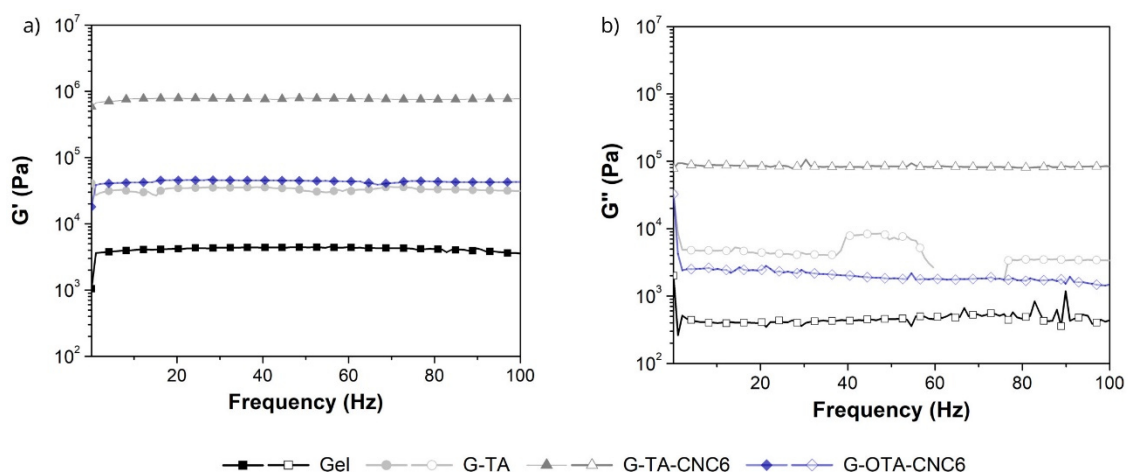 a)
10⁷
10⁶
10⁵
10⁴
10³
10²
G' (Pa)
20 40 60 80 100
Frequency (Hz)
b)
10⁷
10⁶
10⁵
10⁴
10³
10²
G" (Pa)
0 20 40 60 80 100
Frequency (Hz)
Gel G-TA G-TA-CNC6 G-OTA-CNC6